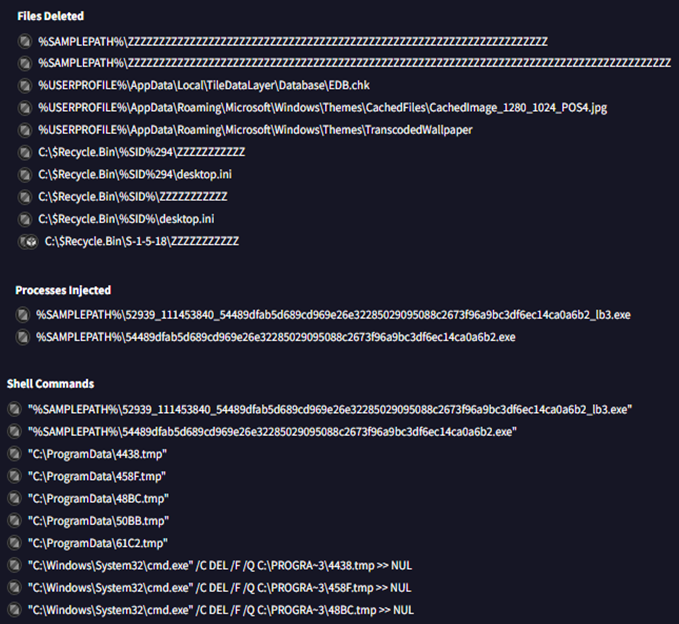 Files Deleted
%SAMPLEPATH%\ZZZZZZZZZZZZZZZZZZZZZZZZZZZZZZZZZZZZZZZZZZZZZZZZZZZZZZZZZZZZZZZZZZZZ
%SAMPLEPATH%\ZZZZZZZZZZZZZZZZZZZZZZZZZZZZZZZZZZZZZZZZZZZZZZZZZZZZZZZZZZZZZZZZZZZZZZZZZZZZZZZZZZZZZZZZ
%USERPROFILE%\AppData\Local\TileDataLayer\Database\EDB.chk
%USERPROFILE%\AppData\Roaming\Microsoft\Windows\Themes\CachedFiles\CachedImage_1280_1024_POS4.jpg
%USERPROFILE%\AppData\Roaming\Microsoft\Windows\Themes\TranscodedWallpaper
C:\$Recycle.Bin\%SID%294\ZZZZZZZZZZZ
C:\$Recycle.Bin\%SID%294\desktop.ini
C:\$Recycle.Bin\%SID%\ZZZZZZZZZZZ
C:\$Recycle.Bin\%SID%\desktop.ini
C:\$Recycle.Bin\S-1-5-18\ZZZZZZZZZZZ
Processes Injected
%SAMPLEPATH%\52939_111453840_54489dfab5d689cd969e26e32285029095088c2673f96a9bc3df6ec14ca0a6b2_lb3.exe
%SAMPLEPATH%\54489dfab5d689cd969e26e32285029095088c2673f96a9bc3df6ec14ca0a6b2.exe
Shell Commands
"%SAMPLEPATH%\52939_111453840_54489dfab5d689cd969e26e32285029095088c2673f96a9bc3df6ec14ca0a6b2_lb3.exe"
"%SAMPLEPATH%\54489dfab5d689cd969e26e32285029095088c2673f96a9bc3df6ec14ca0a6b2.exe"
"C:\ProgramData\4438.tmp"
"C:\ProgramData\458F.tmp"
"C:\ProgramData\48BC.tmp"
"C:\ProgramData\50BB.tmp"
"C:\ProgramData\61C2.tmp"
"C:\Windows\System32\cmd.exe" /C DEL /F /Q C:\PROGRA~3\4438.tmp >> NUL
"C:\Windows\System32\cmd.exe" /C DEL /F /Q C:\PROGRA~3\458F.tmp >> NUL
"C:\Windows\System32\cmd.exe" /C DEL /F /Q C:\PROGRA~3\48BC.tmp >> NUL